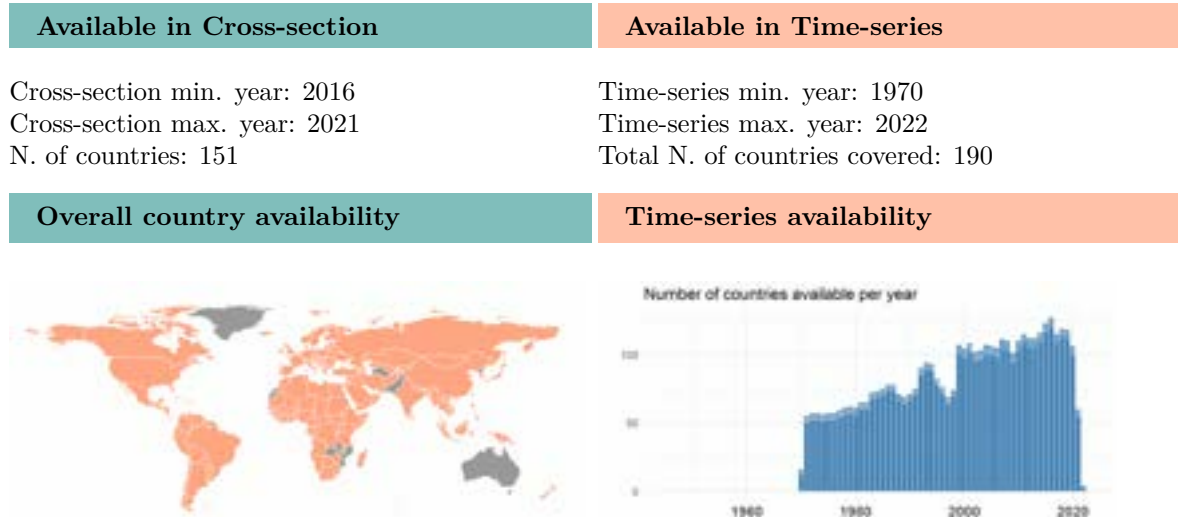 Available in Cross-section
Available in Time-series
Cross-section min. year: 2016
Cross-section max. year: 2021
N. of countries: 151
Time-series min. year: 1970
Time-series max. year: 2022
Total N. of countries covered: 190
Overall country availability
Time-series availability
Number of countries available per year
100
50
0
1960 1980 2000 2020